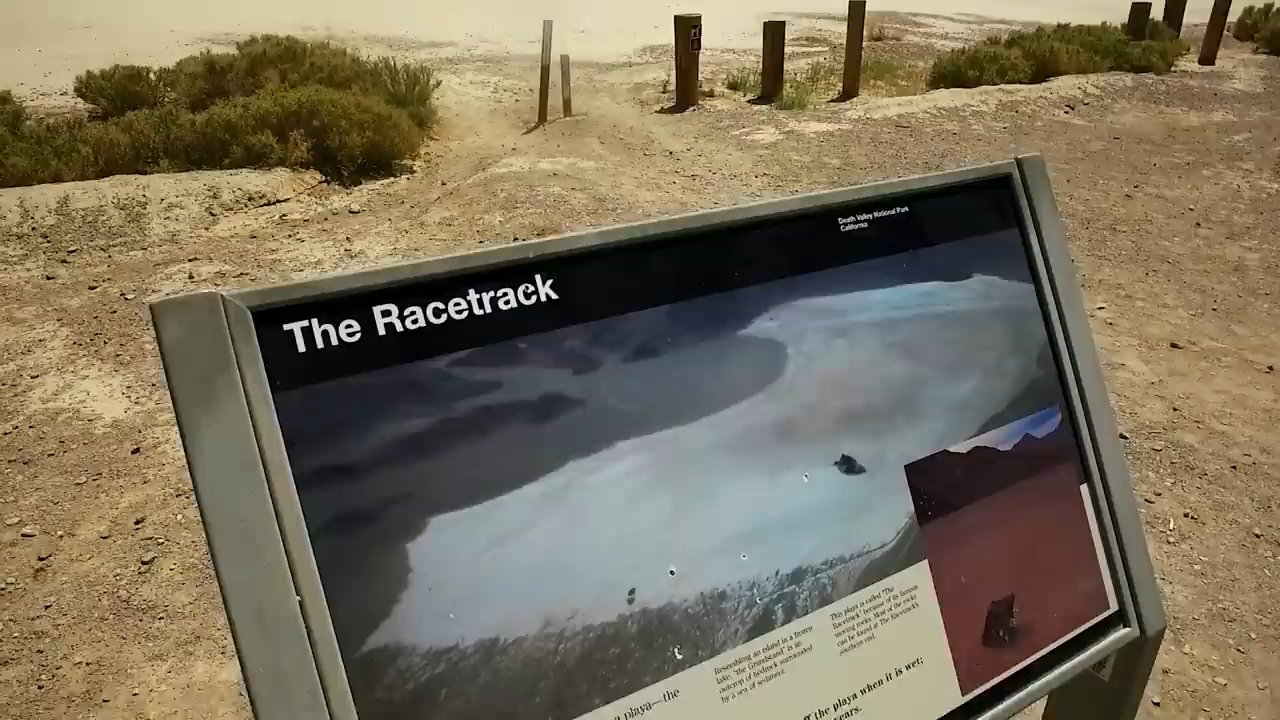 Death Valley National Park
California
The Racetrack
This playa is called "The
Racetrack" because of its famous
moving rocks. Most of the rocks
can be found at The Racetrack's
southern end.
Resembling an island in a frozen
lake, "the Grandstand" is an
outcrop of bedrock surrounded
by a sea of sediment.
playa—the
the playa when it is wet;
years.